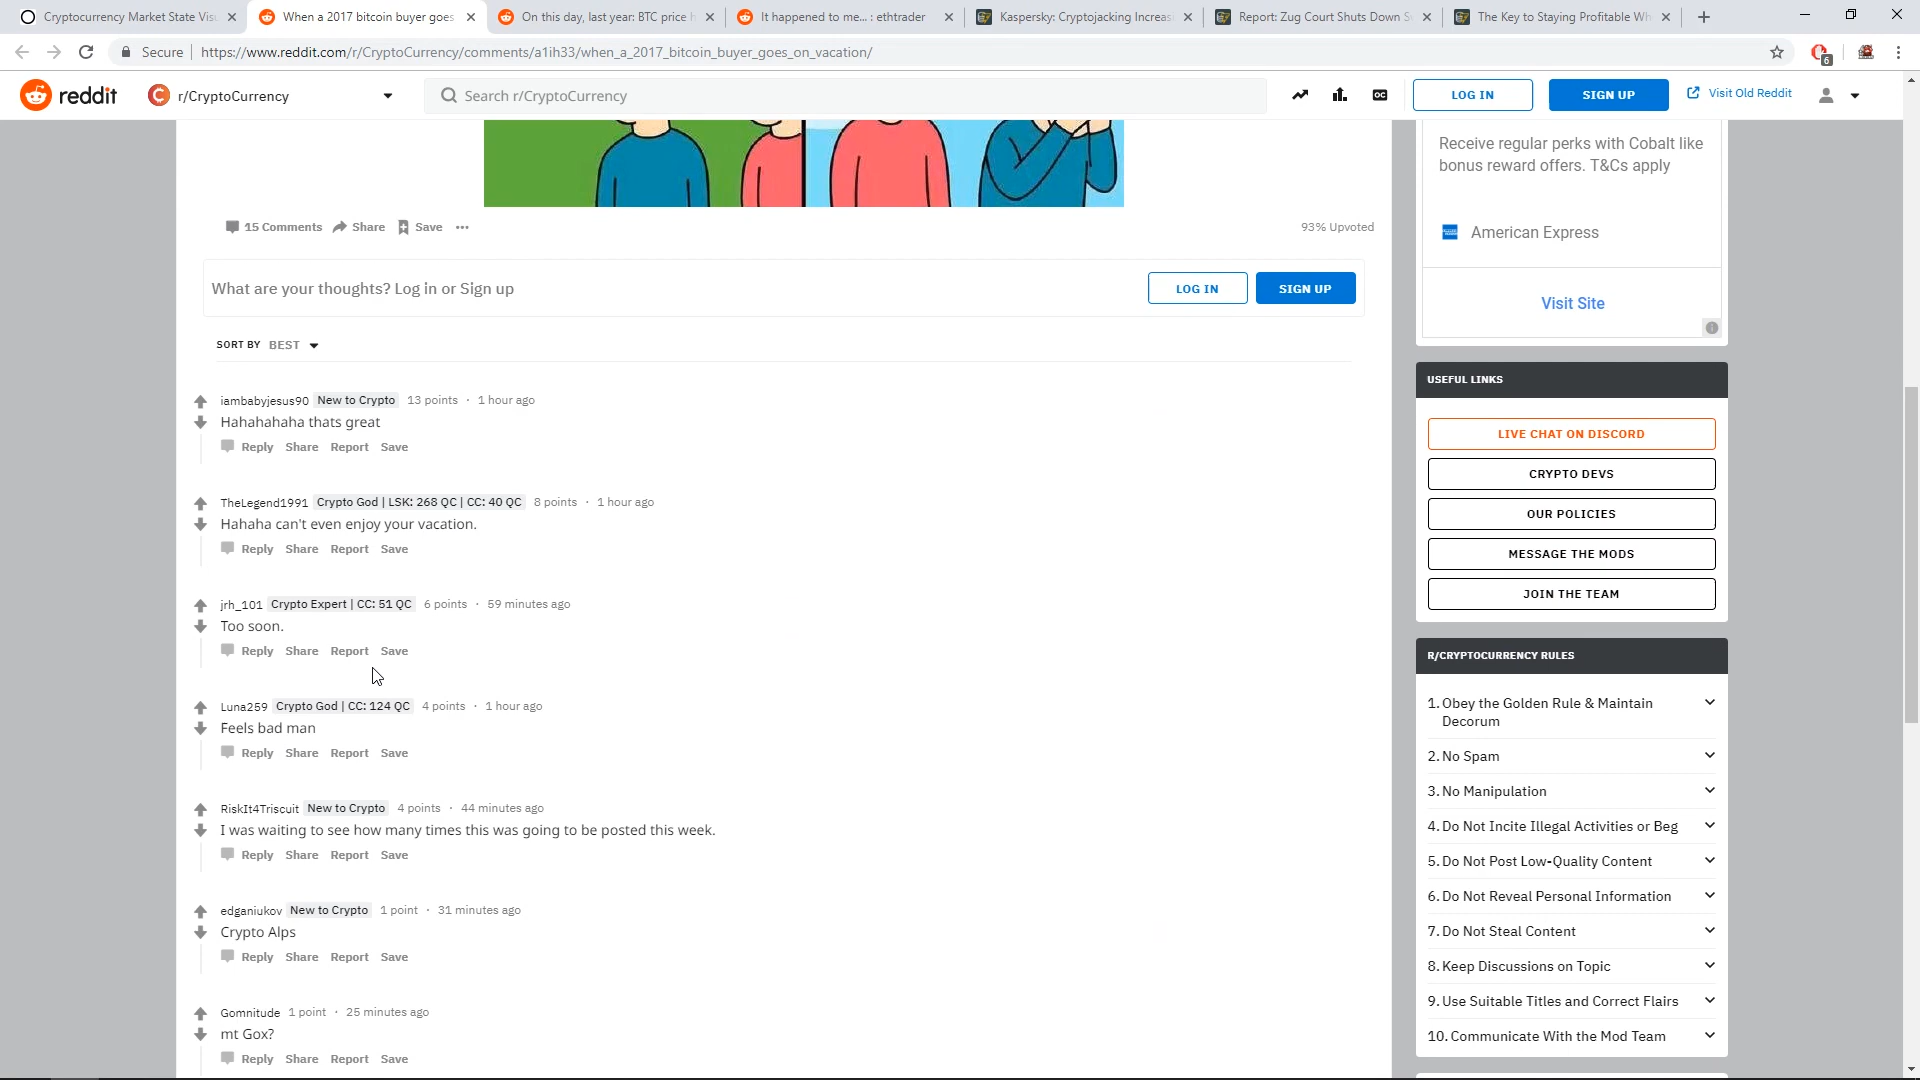 Cryptocurrency Market State Vis
When a 2017 bitcoin buyer goes
On this day, last year: BTC price h
It happened to me... : ethtrader
Kaspersky: Cryptojacking Increas
Report: Zug Court Shuts Down S
The Key to Staying Profitable Wh
Secure
https://www.reddit.com/r/CryptoCurrency/comments/a1ih33/when_a_2017_bitcoin_buyer_goes_on_vacation/
6
reddit
r/CryptoCurrency
Search r/CryptoCurrency
OC
LOG IN
SIGN UP
Visit Old Reddit
15 Comments
Share
Save
93% Upvoted
What are your thoughts? Log in or Sign up
LOG IN
SIGN UP
SORT BY BEST
iambabyjesus90 New to Crypto 13 points · 1 hour ago
Hahahahaha thats great
Reply Share Report Save
TheLegend1991 Crypto God | LSK: 268 QC | CC: 40 QC 8 points · 1 hour ago
Hahaha can't even enjoy your vacation.
Reply Share Report Save
jrh_101 Crypto Expert | CC: 51 QC 6 points · 59 minutes ago
Too soon.
Reply Share Report Save
Luna259 Crypto God | CC: 124 QC 4 points · 1 hour ago
Feels bad man
Reply Share Report Save
RiskIt4Triscuit New to Crypto 4 points · 44 minutes ago
I was waiting to see how many times this was going to be posted this week.
Reply Share Report Save
edganiukov New to Crypto 1 point · 31 minutes ago
Crypto Alps
Reply Share Report Save
Gomnitude 1 point · 25 minutes ago
mt Gox?
Reply Share Report Save
Receive regular perks with Cobalt like
bonus reward offers. T&Cs apply
American Express
Visit Site
USEFUL LINKS
LIVE CHAT ON DISCORD
CRYPTO DEVS
OUR POLICIES
MESSAGE THE MODS
JOIN THE TEAM
R/CRYPTOCURRENCY RULES
1. Obey the Golden Rule & Maintain
Decorum
2. No Spam
3. No Manipulation
4. Do Not Incite Illegal Activities or Beg
5. Do Not Post Low-Quality Content
6. Do Not Reveal Personal Information
7. Do Not Steal Content
8. Keep Discussions on Topic
9. Use Suitable Titles and Correct Flairs
10. Communicate With the Mod Team